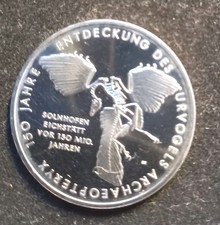 150 JAHRE ENTDECKUNG DES URVOGELS ARCHAEOPTERYX
SOLNHOFEN
EICHSTÄTT
VOR 150 MIO.
JAHREN